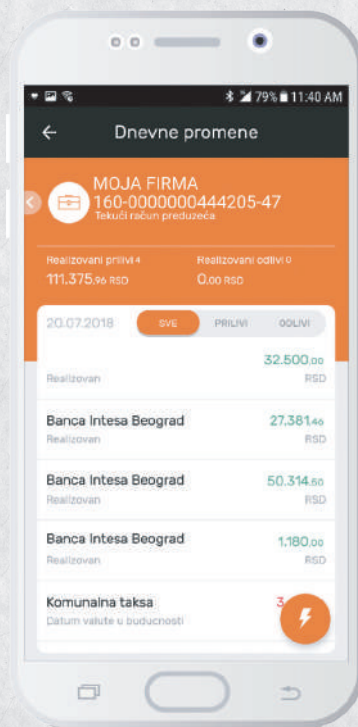 79% 11:40 AM
Dnevne promene
MOJA FIRMA
160-0000000444205-47
Tekući račun preduzeća
Realizovani prilivi 4 Realizovani odlivi 0
111.375,96 RSD 0,00 RSD
20.07.2018 SVE PRILIVI ODLIVI
32.500,00
Realizovan RSD
Banca Intesa Beograd 27.381,46
Realizovan RSD
Banca Intesa Beograd 50.314,50
Realizovan RSD
Banca Intesa Beograd 1.180,00
Realizovan RSD
Komunalna taksa 3
Datum valute u buducnosti